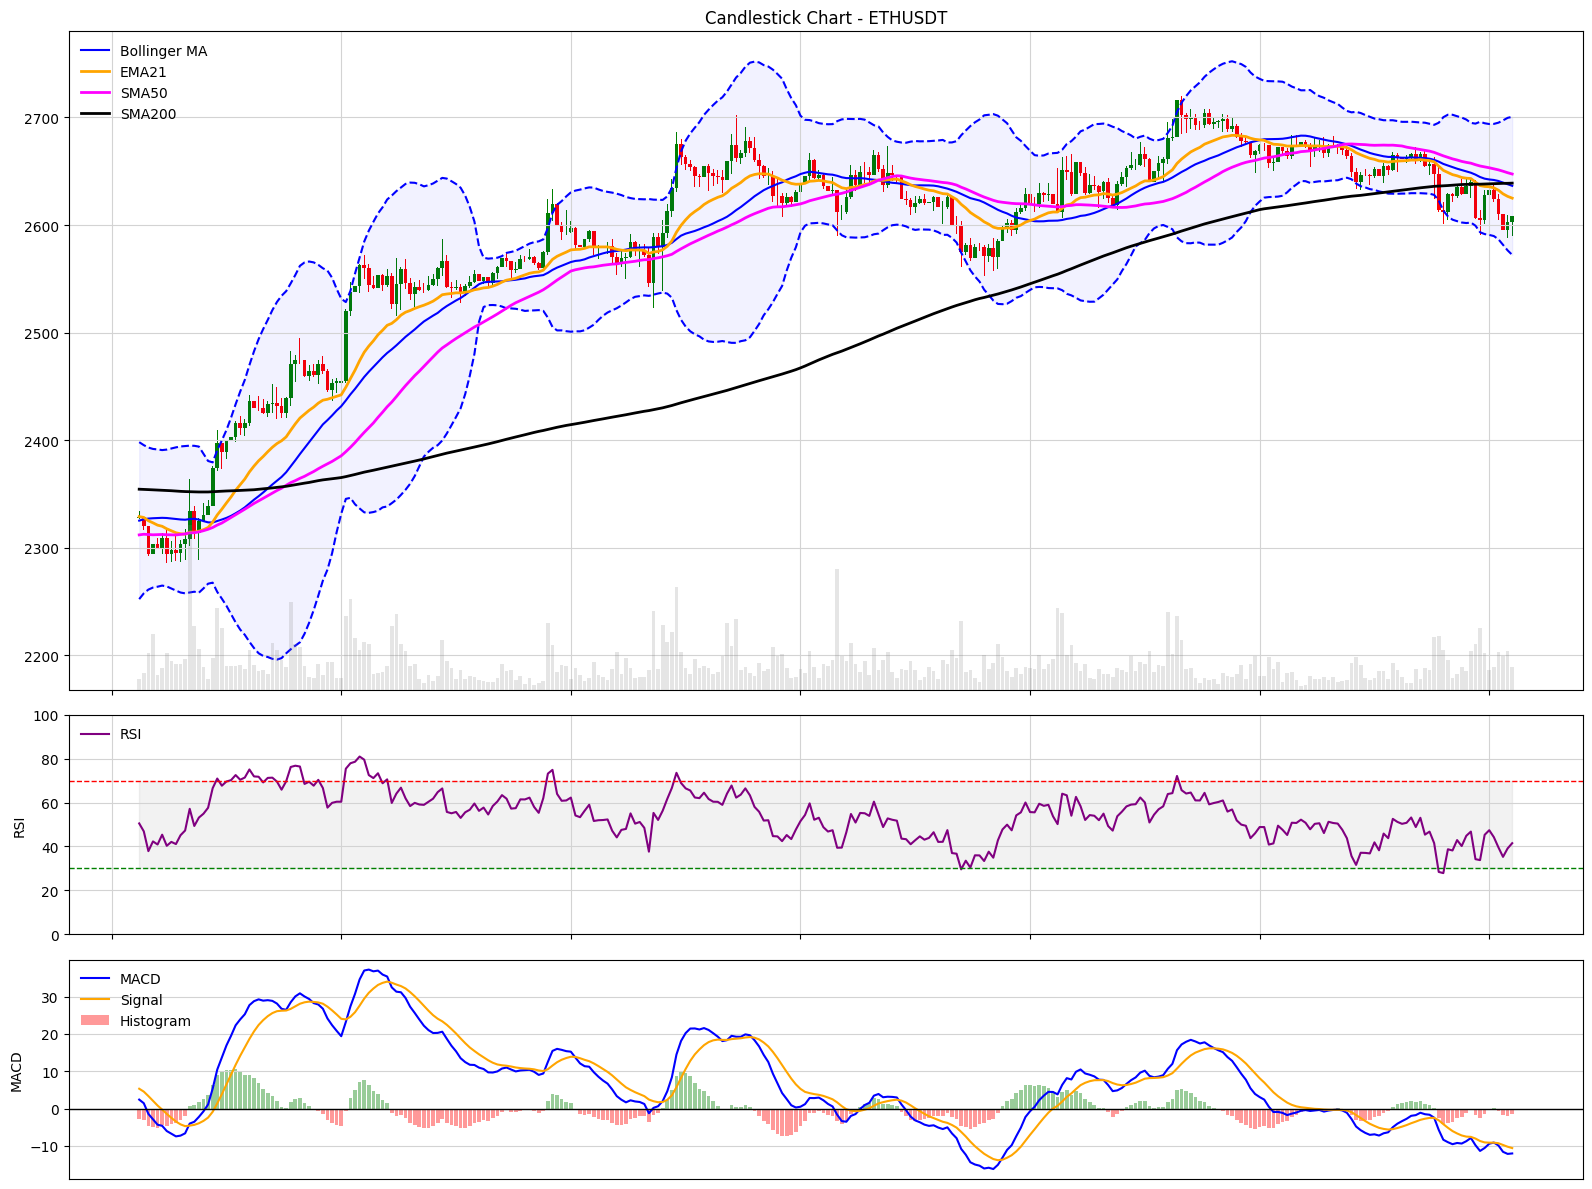 Candlestick Chart - ETHUSDT
Bollinger MA
EMA21
SMA50
SMA200
2700
2600
2500
2400
2300
2200
RSI
100
80
60
40
20
0
RSI
MACD
Signal
Histogram
30
20
10
0
−10
MACD